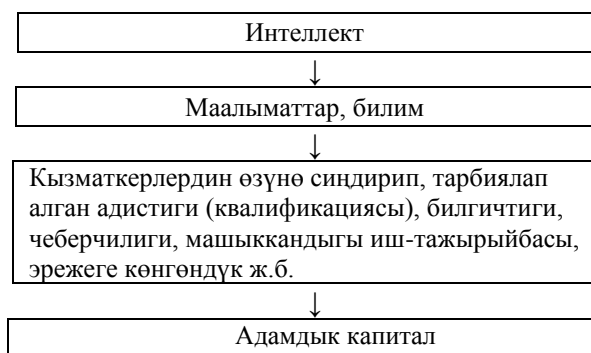 Интеллект
↓
Маалыматтар, билим
↓
Кызматкерлердин өзүнө сиңдирип, тарбиялап
алган адистиги (квалификациясы), билгичтиги,
чеберчилиги, машыккандыгы иш-тажырыйбасы,
эрежеге көнгөндүк ж.б.
↓
Адамдык капитал